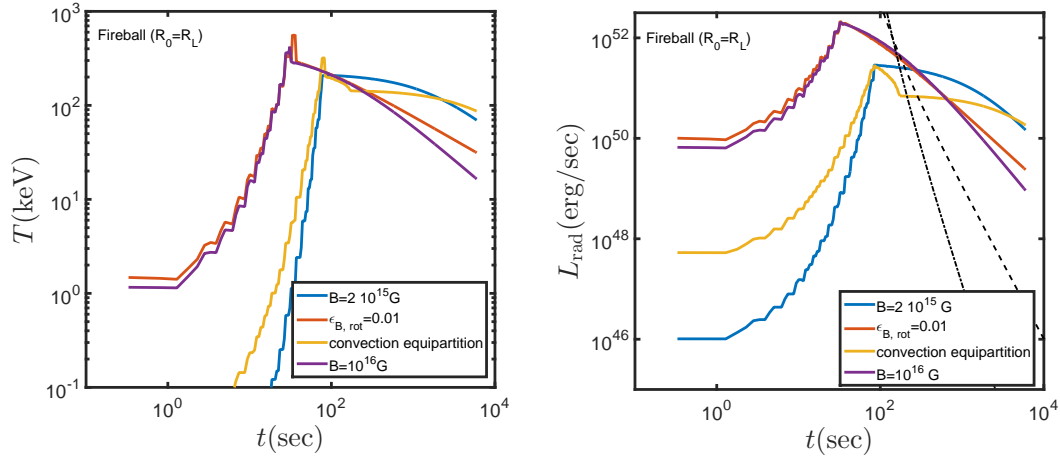 Fireball (R_0=R_L)
T(keV)
10^3
10^2
10^1
10^0
10^-1
B=2 10^15G
ϵ_B, rot=0.01
convection equipartition
B=10^16G
10^0
10^2
10^4
t(sec)
Fireball (R_0=R_L)
L_rad(erg/sec)
10^52
10^50
10^48
10^46
B=2 10^15 G
ϵ_B, rot=0.01
convection equipartition
B=10^16 G
10^0
10^2
10^4
t(sec)